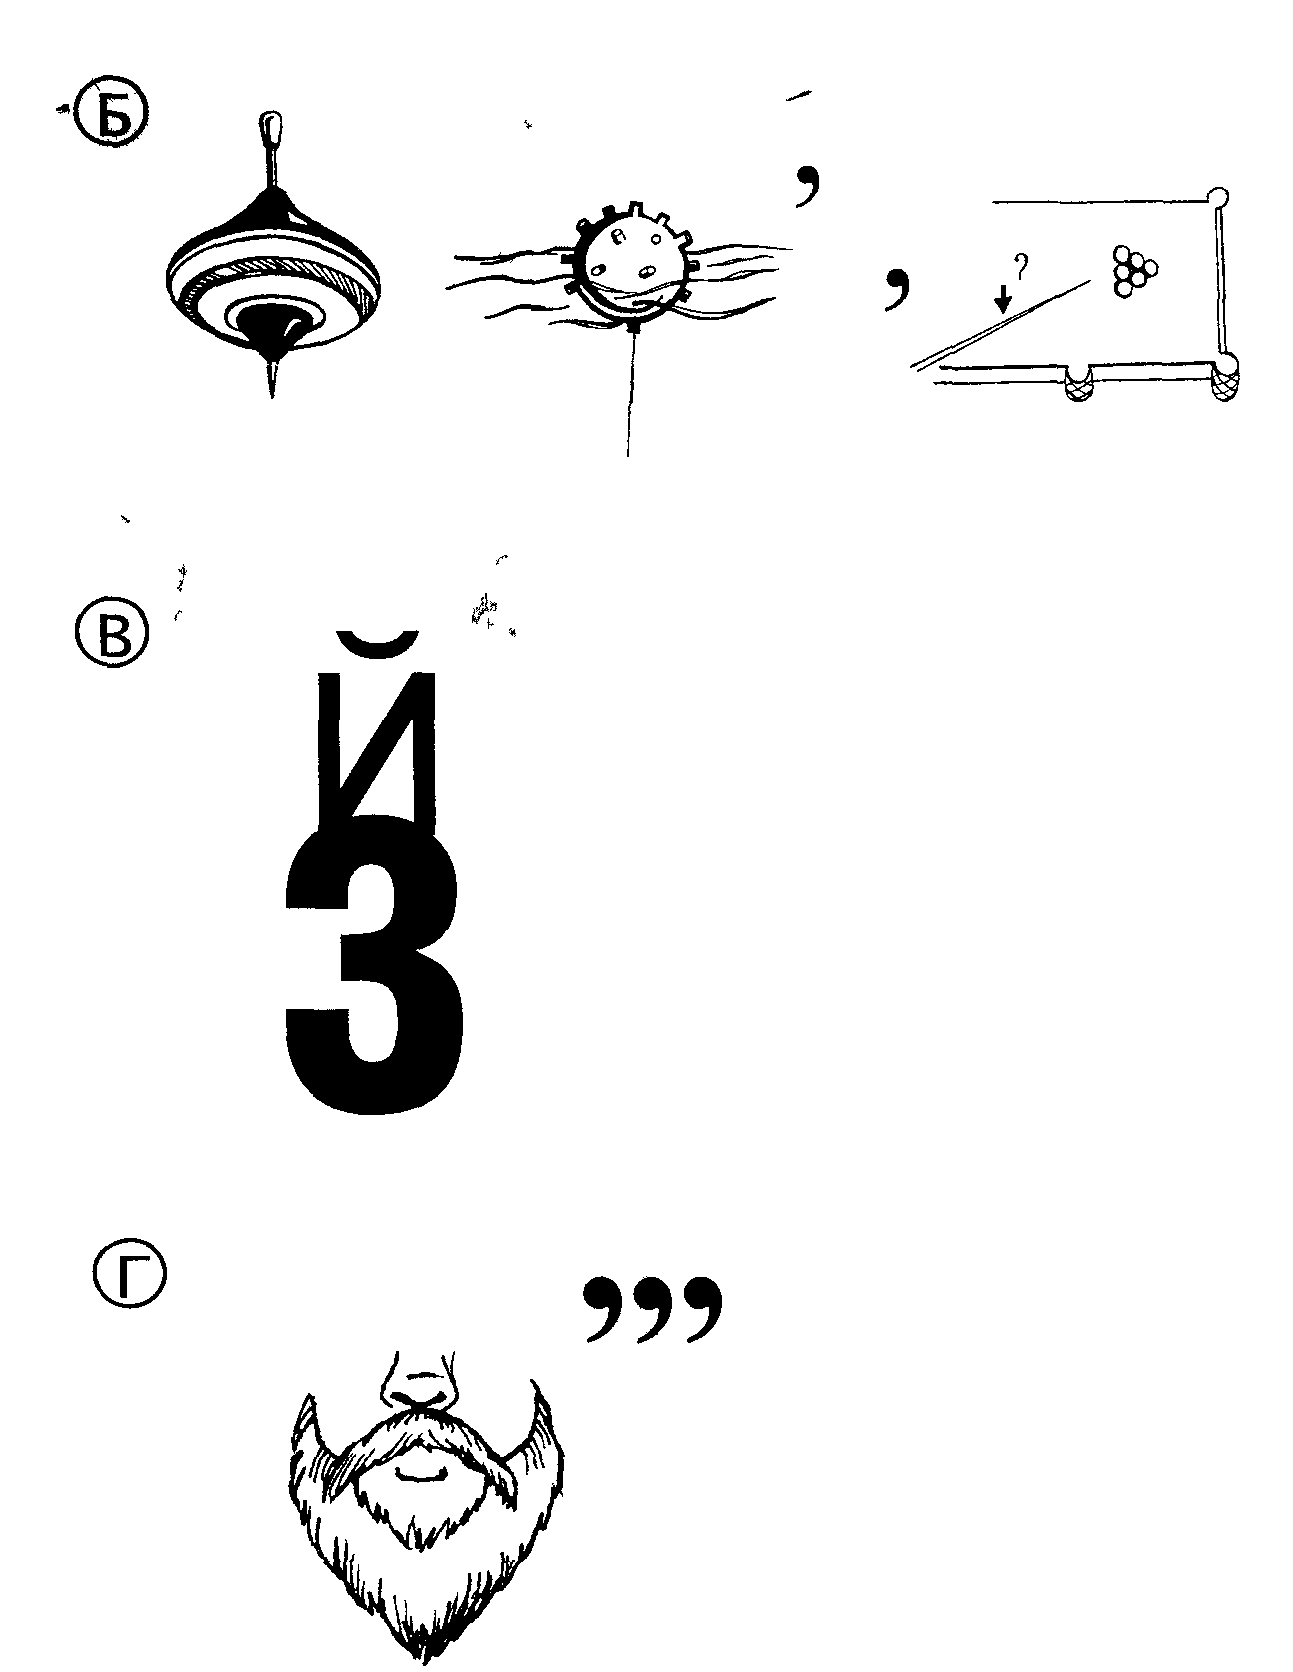 Б
,
, ?
В
Й
З
Г
,,,